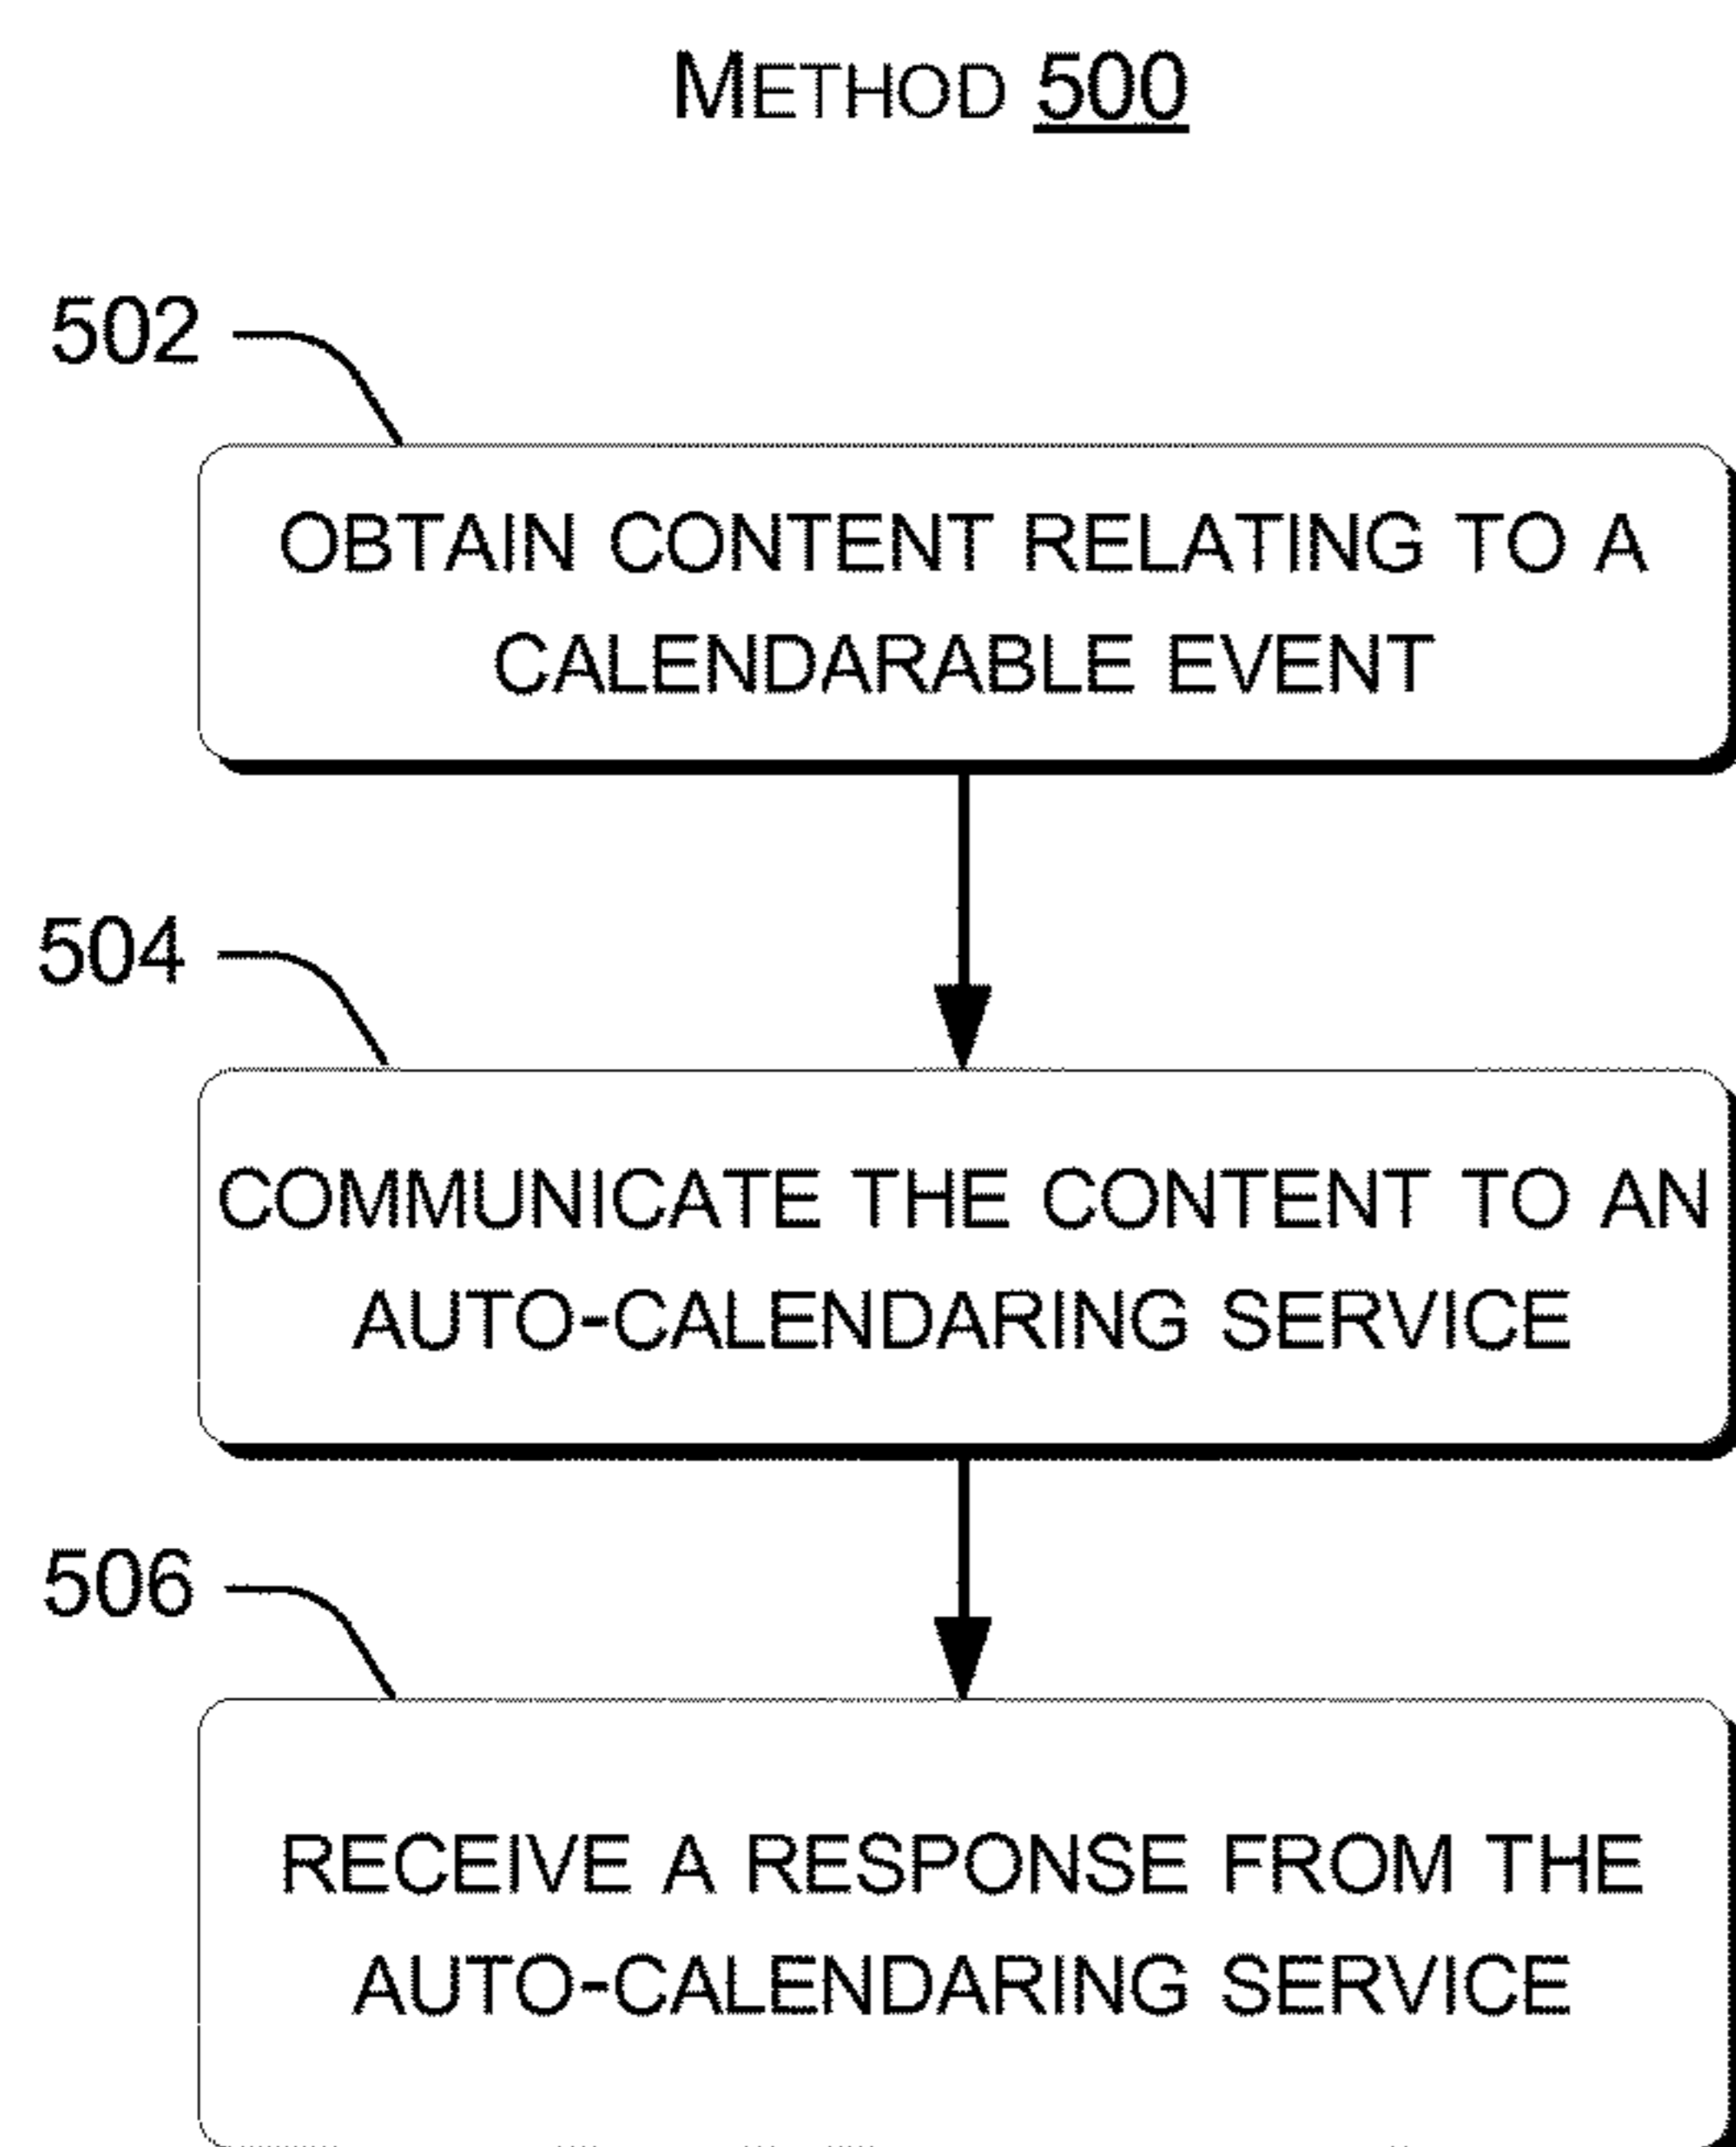 METHOD 500
502
OBTAIN CONTENT RELATING TO A
CALENDARABLE EVENT
504
COMMUNICATE THE CONTENT TO AN
AUTO-CALENDARING SERVICE
506
RECEIVE A RESPONSE FROM THE
AUTO-CALENDARING SERVICE